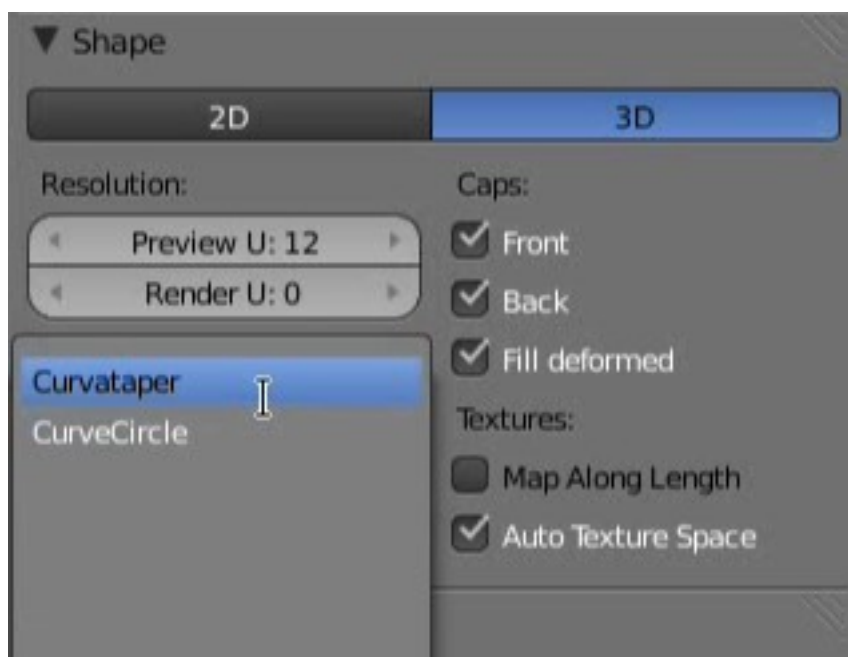 Shape
2D 3D
Resolution: Caps:
Preview U: 12 Front
Render U: 0 Back
Fill deformed
Curvataper
CurveCircle Textures:
Map Along Length
Auto Texture Space